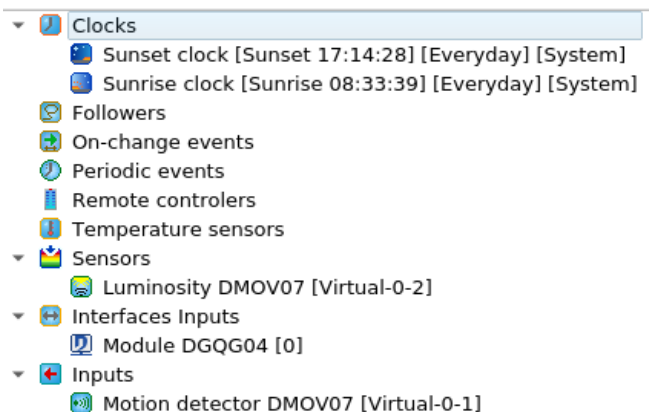 Clocks
Sunset clock [Sunset 17:14:28] [Everyday] [System]
Sunrise clock [Sunrise 08:33:39] [Everyday] [System]
Followers
On-change events
Periodic events
Remote controlers
Temperature sensors
Sensors
Luminosity DMOV07 [Virtual-0-2]
Interfaces Inputs
Module DGQG04 [0]
Inputs
Motion detector DMOV07 [Virtual-0-1]